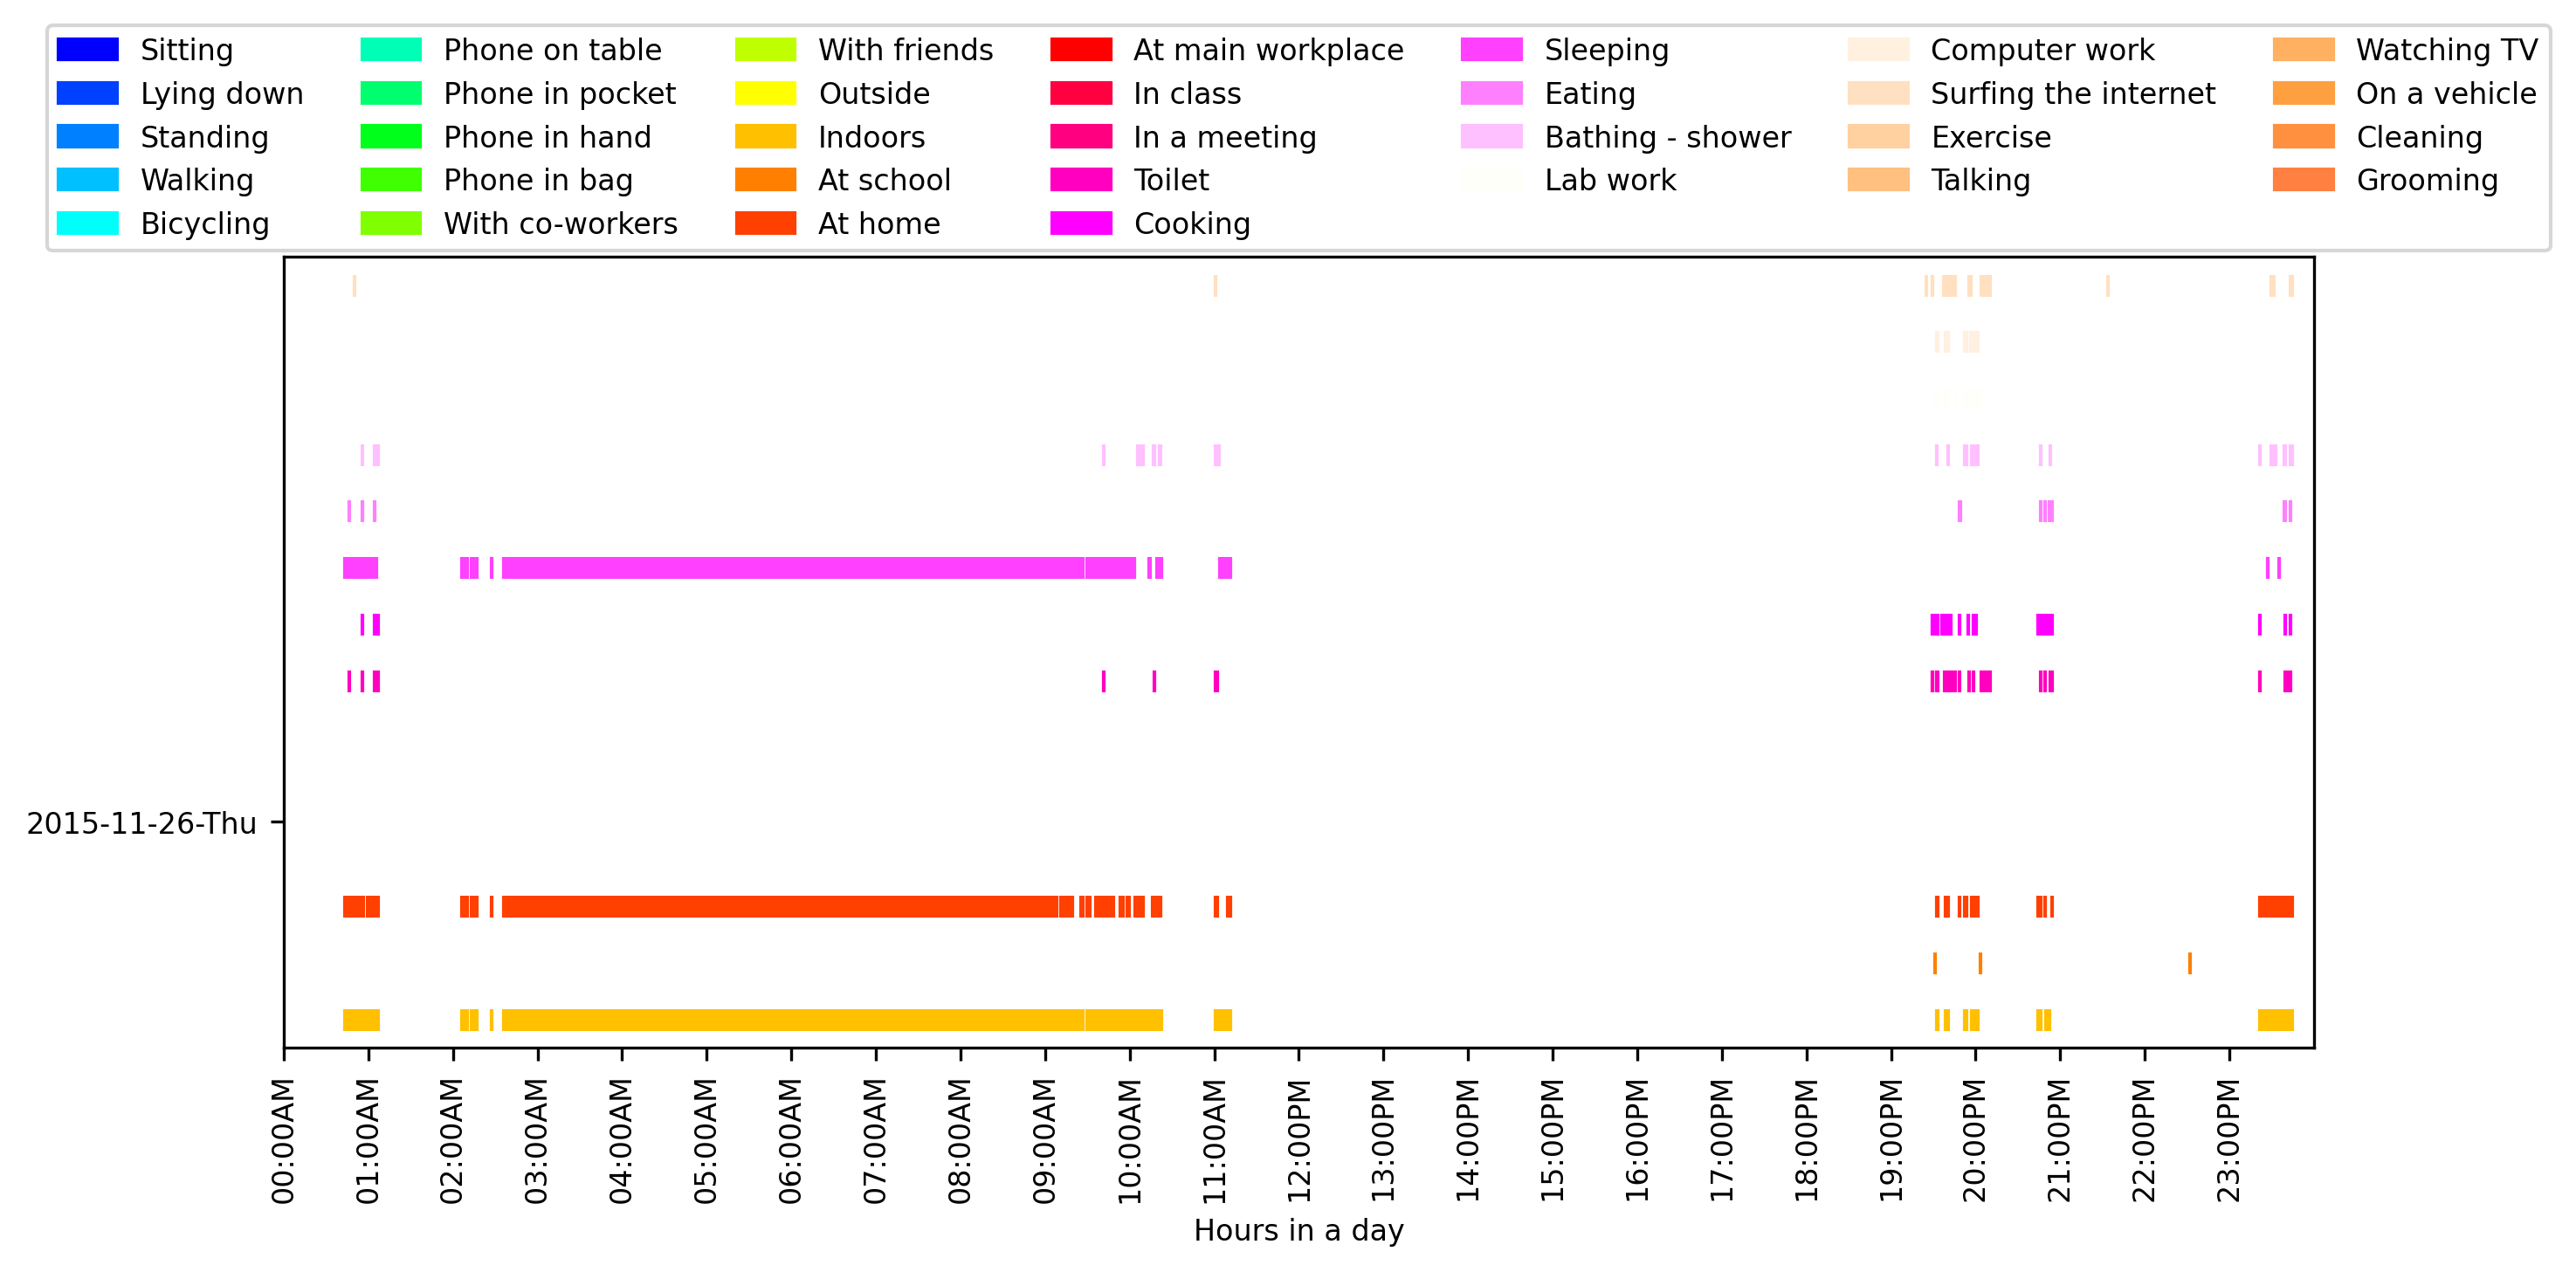 Sitting Phone on table With friends At main workplace Sleeping Computer work Watching TV
Lying down Phone in pocket Outside In class Eating Surfing the internet On a vehicle
Standing Phone in hand Indoors In a meeting Bathing - shower Exercise Cleaning
Walking Phone in bag At school Toilet Lab work Talking Grooming
Bicycling With co-workers At home Cooking
2015-11-26-Thu
00:00AM 01:00AM 02:00AM 03:00AM 04:00AM 05:00AM 06:00AM 07:00AM 08:00AM 09:00AM 10:00AM 11:00AM 12:00PM 13:00PM 14:00PM 15:00PM 16:00PM 17:00PM 18:00PM 19:00PM 20:00PM 21:00PM 22:00PM 23:00PM
Hours in a day